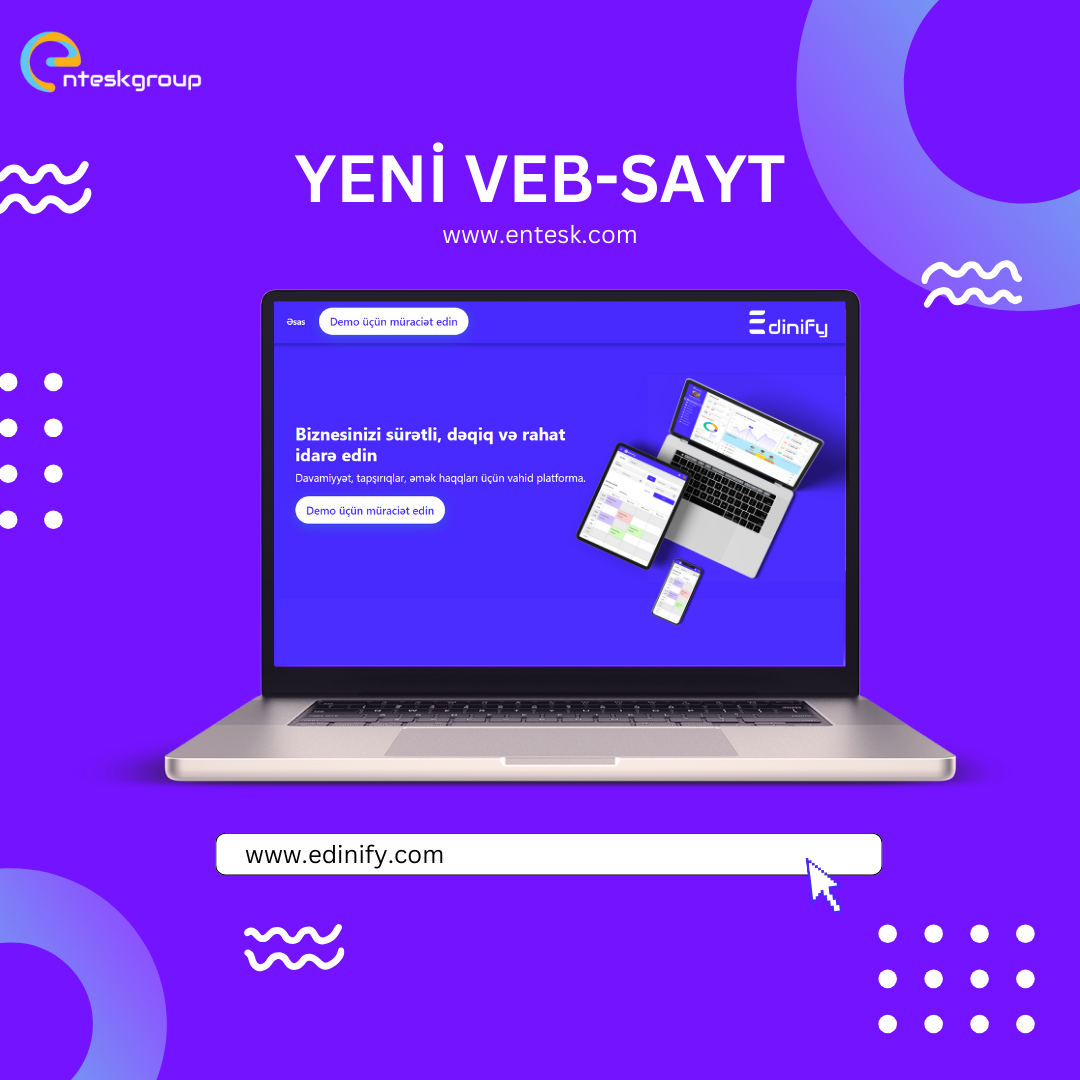 enteskgroup
YENİ VEB-SAYT
www.entesk.com
Əsas
Demo üçün müraciət edin
Edinify
Biznesinizi sürətli, dəqiq və rahat
idarə edin
Davamiyyət, tapşırıqlar, əmək haqqları üçün vahid platforma.
Demo üçün müraciət edin
www.edinify.com